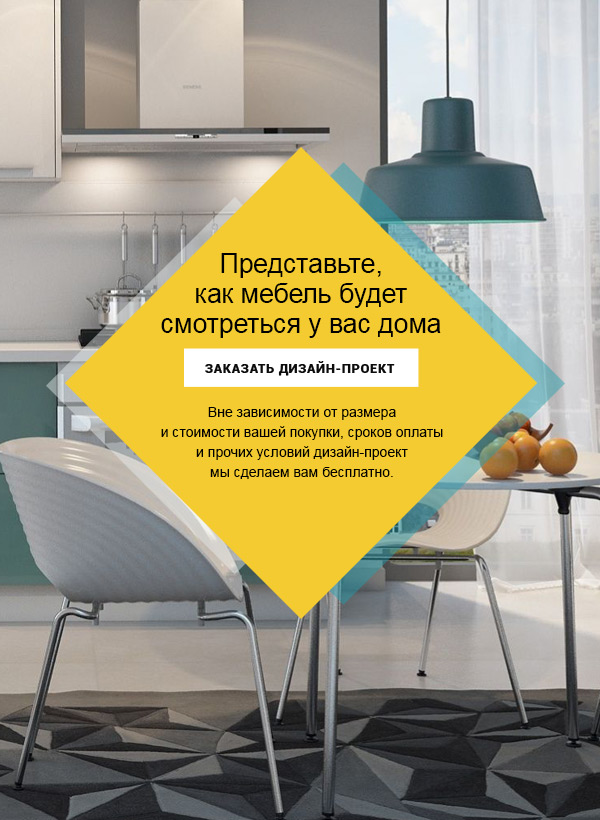 SIEMENS
Представьте,
как мебель будет
смотреться у вас дома
ЗАКАЗАТЬ ДИЗАЙН-ПРОЕКТ
Вне зависимости от размера
и стоимости вашей покупки, сроков оплаты
и прочих условий дизайн-проект
мы сделаем вам бесплатно.